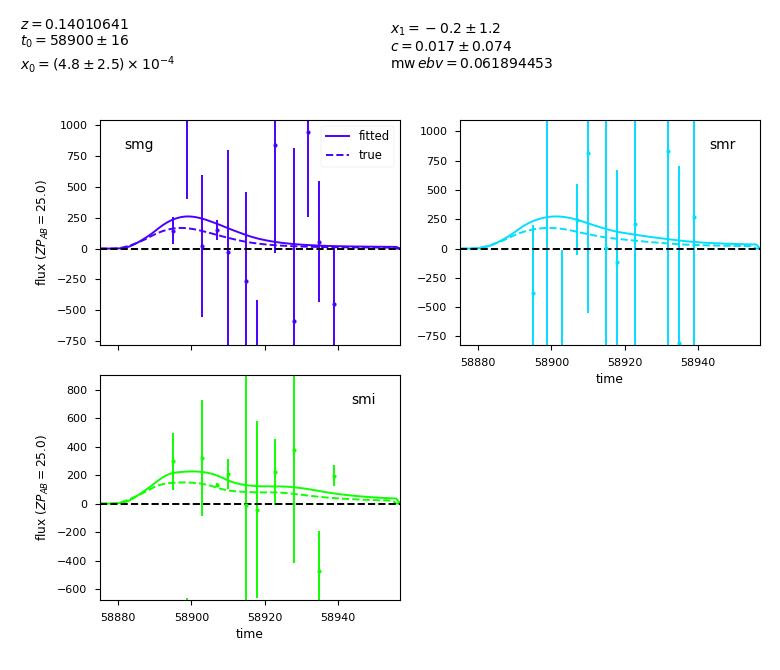 z = 0.14010641
t0 = 58900 ± 16
x0 = (4.8 ± 2.5) × 10^−4
x1 = −0.2 ± 1.2
c = 0.017 ± 0.074
mw ebv = 0.061894453
1000
750
500
250
0
−250
−500
−750
flux (ZP_AB = 25.0)
smg
fitted
true
1000
750
500
250
0
−250
−500
−750
smr
58880
58900
58920
58940
time
800
600
400
200
0
−200
−400
−600
flux (ZP_AB = 25.0)
smi
58880
58900
58920
58940
time